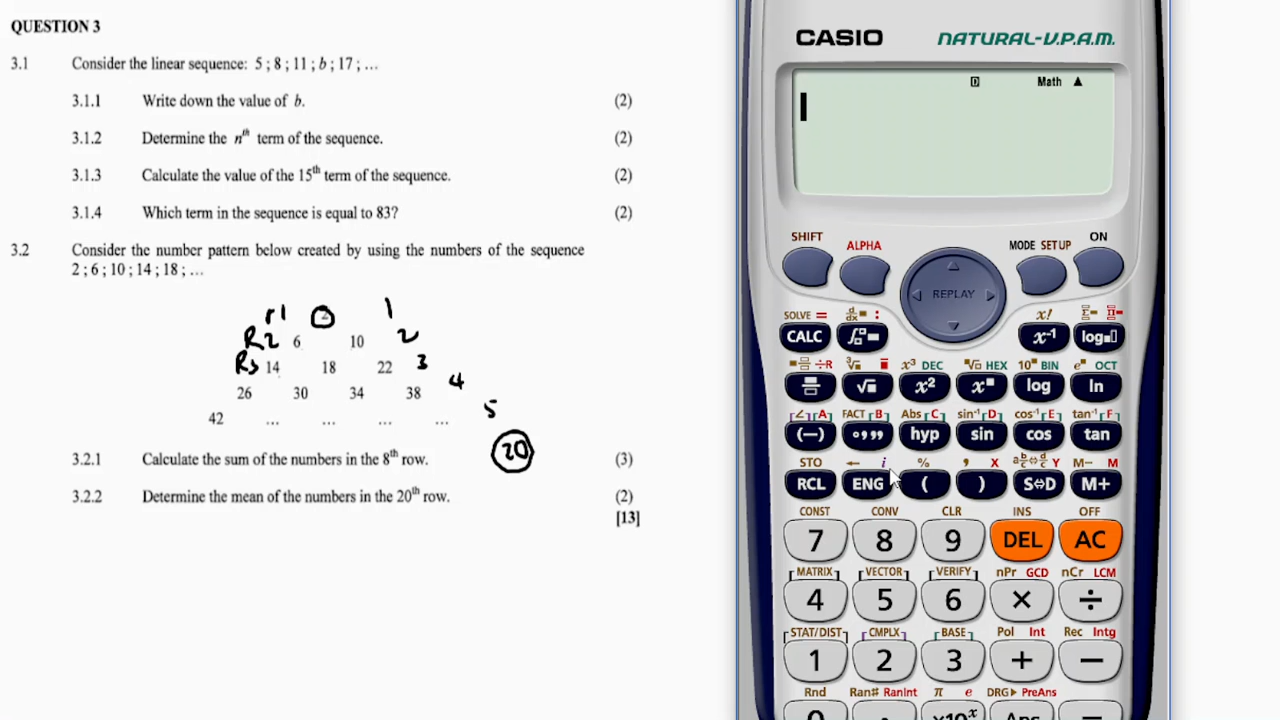 QUESTION 3
3.1 Consider the linear sequence: 5 ; 8 ; 11 ; b ; 17 ; ...
3.1.1 Write down the value of b. (2)
3.1.2 Determine the nth term of the sequence. (2)
3.1.3 Calculate the value of the 15th term of the sequence. (2)
3.1.4 Which term in the sequence is equal to 83? (2)
3.2 Consider the number pattern below created by using the numbers of the sequence
2 ; 6 ; 10 ; 14 ; 18 ; ...
r1 2 1
R2 6 10 2
R3 14 18 22 3
26 30 34 38 4
42 ... ... ... ... 5
20
3.2.1 Calculate the sum of the numbers in the 8th row. (3)
3.2.2 Determine the mean of the numbers in the 20th row. (2)
[13]
CASIO NATURAL-V.P.A.M.
D Math ▲
SHIFT ALPHA MODE SETUP ON
REPLAY
SOLVE = d/dx :  x! Σ Π
CALC ∫ x⁻¹ log
÷R ³√ x³ DEC √ HEX 10 BIN e OCT
√ x² x log ln
∠ A FACT B Abs C sin⁻¹ D cos⁻¹ E tan⁻¹ F
(−) hyp sin cos tan
STO ← i % , X a b/c⇔d/c Y M− M
RCL ENG ( ) S⇔D M+
CONST CONV CLR INS OFF
7 8 9 DEL AC
MATRIX VECTOR VERIFY nPr GCD nCr LCM
4 5 6 × ÷
STAT/DIST CMPLX BASE Pol Int Rec Intg
1 2 3 + −
Rnd Ran# RanInt π e DRG▶ PreAns
0 . ×10ˣ Ans =